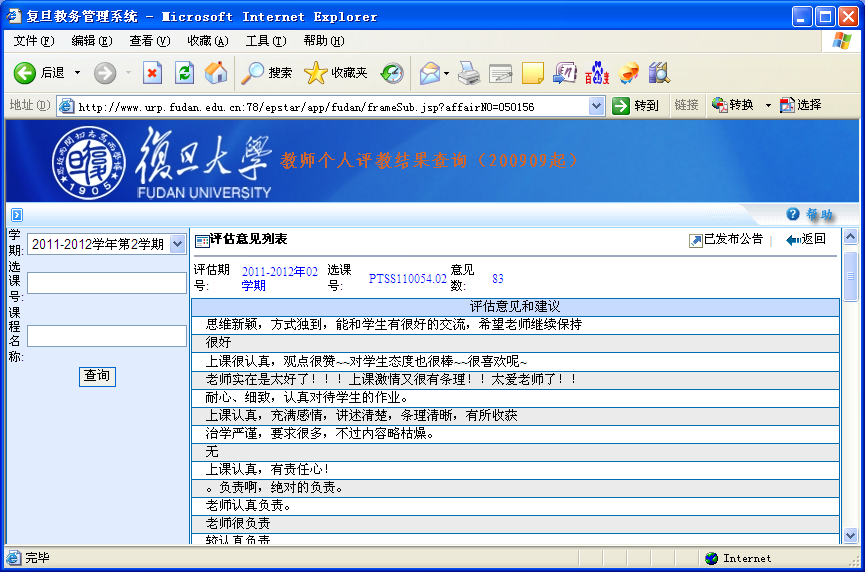 复旦教务管理系统 - Microsoft Internet Explorer
文件(F) 编辑(E) 查看(V) 收藏(A) 工具(T) 帮助(H)
后退 搜索 收藏夹
地址(D) http://www.urp.fudan.edu.cn:78/epstar/app/fudan/frameSub.jsp?affairNO=050156 转到 链接 转换 选择
復旦大學
FUDAN UNIVERSITY
1905
教师个人评教结果查询（200909起）
帮助
学期: 2011-2012学年第2学期
选课号:
课程名称:
查询
评估意见列表 已发布公告 | 返回
评估期号: 2011-2012年02学期 选课号: PTSS110054.02 意见数: 83
评估意见和建议
思维新颖，方式独到，能和学生有很好的交流，希望老师继续保持
很好
上课很认真，观点很赞~~对学生态度也很棒~~很喜欢呢~
老师实在是太好了！！！上课激情又很有条理！！太爱老师了！！
耐心、细致，认真对待学生的作业。
上课认真，充满感情，讲述清楚，条理清晰，有所收获
治学严谨，要求很多，不过内容略枯燥。
无
上课认真，有责任心！
。负责啊，绝对的负责。
老师认真负责。
老师很负责
较认真负责
完毕 Internet